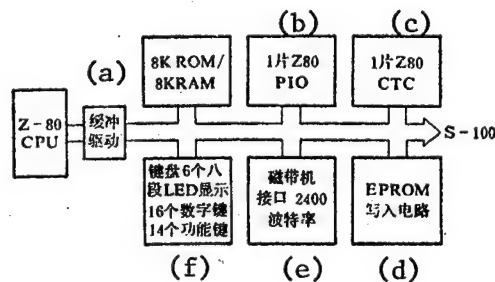 (b)
(c)
(a)
8K ROM/
8KRAM
1片Z80
PIO
1片Z80
CTC
Z-80
CPU
缓冲
驱动
S-100
键盘6个八
段LED显示
16个数字键
14个功能键
磁带机
接口 2400
波特率
EPROM
写入电路
(f)
(e)
(d)